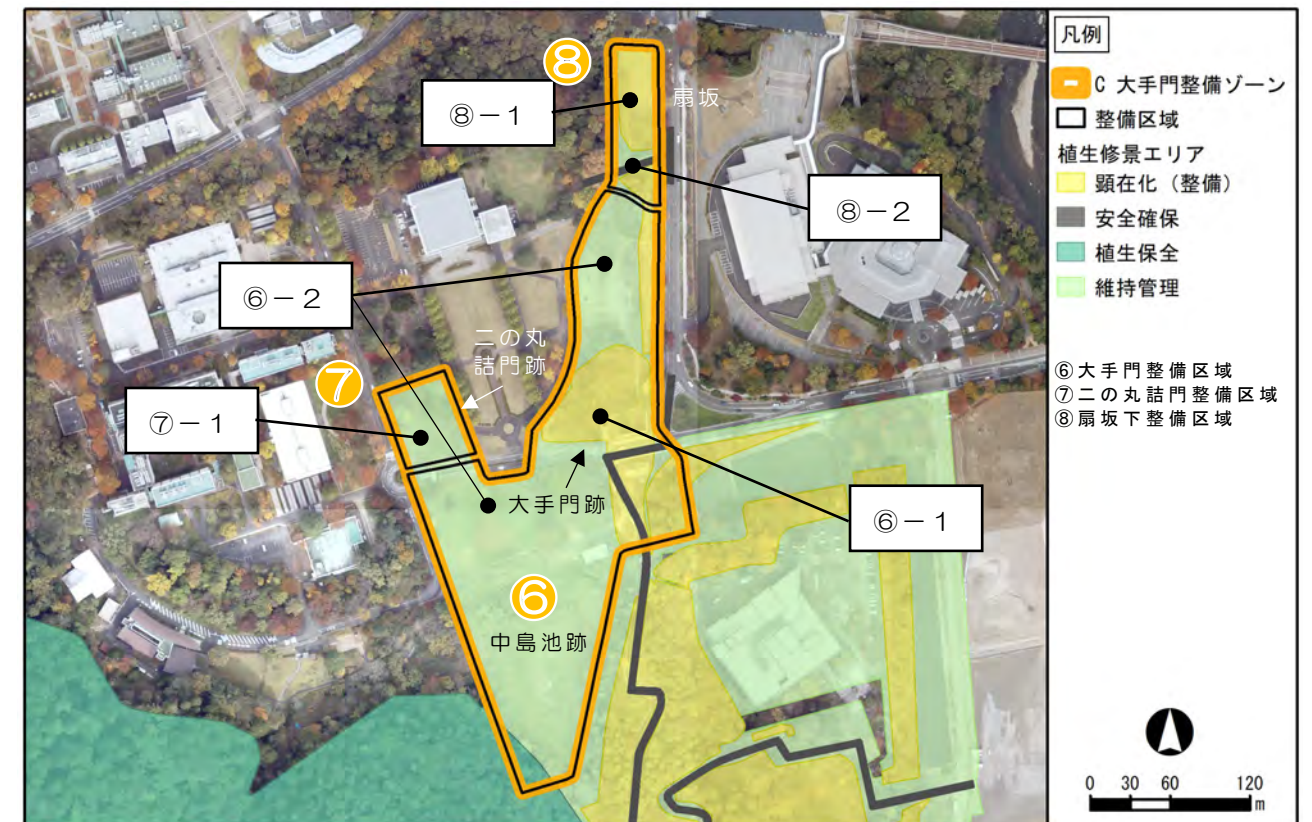 ⑧
⑧－1
扇坂
⑧－2
⑥－2
二の丸
詰門跡
⑦
⑦－1
大手門跡
⑥－1
⑥
中島池跡
凡例
C 大手門整備ゾーン
整備区域
植生修景エリア
顕在化（整備）
安全確保
植生保全
維持管理
⑥大手門整備区域
⑦二の丸詰門整備区域
⑧扇坂下整備区域
0 30 60 120
m